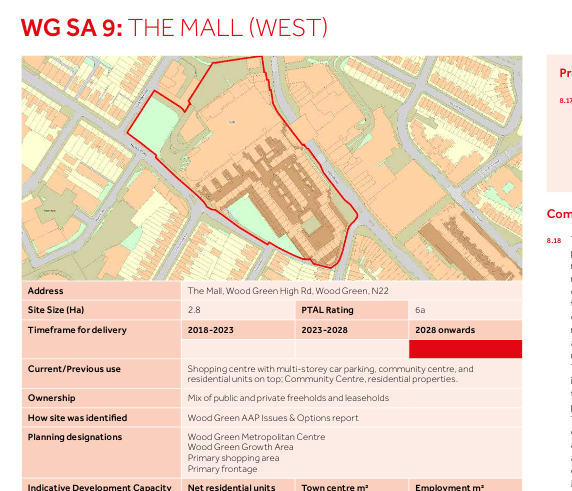 WG SA 9: THE MALL (WEST)
Address The Mall, Wood Green High Rd, Wood Green, N22
Site Size (Ha) 2.8 PTAL Rating 6a
Timeframe for delivery 2018-2023 2023-2028 2028 onwards
Current/Previous use Shopping centre with multi-storey car parking, community centre, and
residential units on top; Community Centre, residential properties.
Ownership Mix of public and private freeholds and leaseholds
How site was identified Wood Green AAP Issues & Options report
Planning designations Wood Green Metropolitan Centre
Wood Green Growth Area
Primary shopping area
Primary frontage
Indicative Development Capacity Net residential units Town centre m² Employment m²
Pr
8.17
Com
8.18